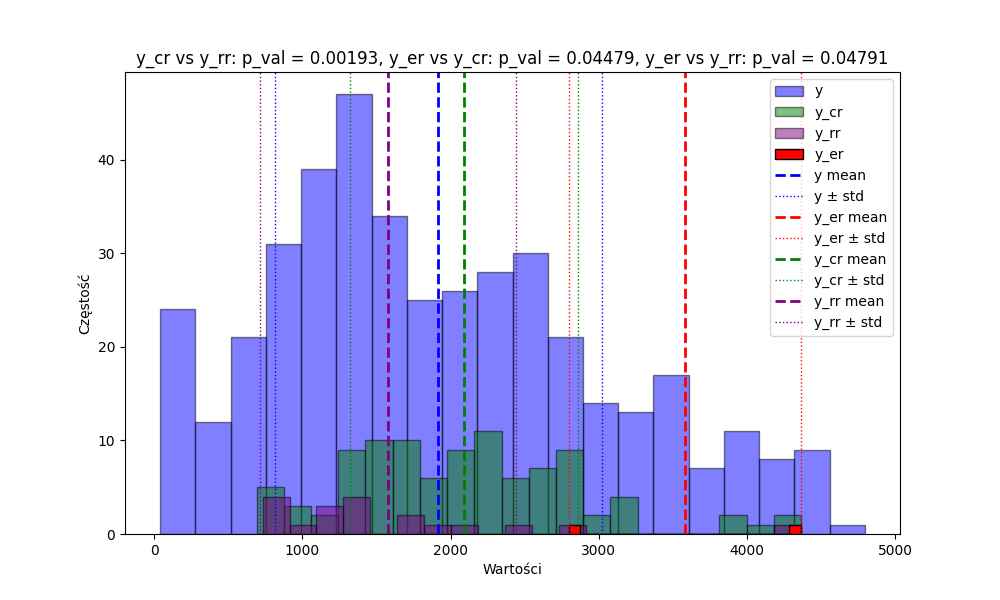 y_cr vs y_rr: p_val = 0.00193, y_er vs y_cr: p_val = 0.04479, y_er vs y_rr: p_val = 0.04791
Częstość
40
30
20
10
0
0 1000 2000 3000 4000 5000
Wartości
y
y_cr
y_rr
y_er
y mean
y ± std
y_er mean
y_er ± std
y_cr mean
y_cr ± std
y_rr mean
y_rr ± std